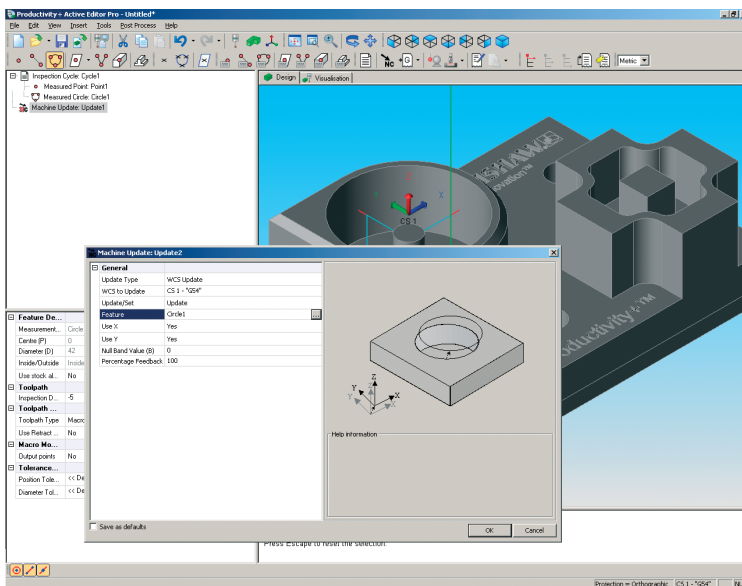 Productivity+ Active Editor Pro - Untitled*
File Edit View Insert Tools Post Process Help
NC G Metric
Inspection Cycle: Cycle1
Measured Point: Point1
Measured Circle: Circle1
Machine Update: Update1
Design Visualisation
X
CS 1
Machine Update: Update2
General
Update Type WCS Update
WCS to Update CS 1 - "G54"
Update/Set Update
Feature Circle1 ...
Use X Yes
Use Y Yes
Null Band Value (B) 0
Percentage Feedback 100
Z
Y
X
Y
X
Help information
Save as defaults
OK Cancel
Feature De...
Measurement... Circle
Centre (P) 0
Diameter (D) 42
Inside/Outside Inside
Use stock al... No
Toolpath
Inspection D... -5
Toolpath ...
Toolpath Type Macro
Use Retract ... No
Macro Mo...
Output points No
Tolerance...
Position Tole... << De
Diameter Tol... << De
Press Escape to reset the selection.
Projection = Orthographic CS 1 - "G54"